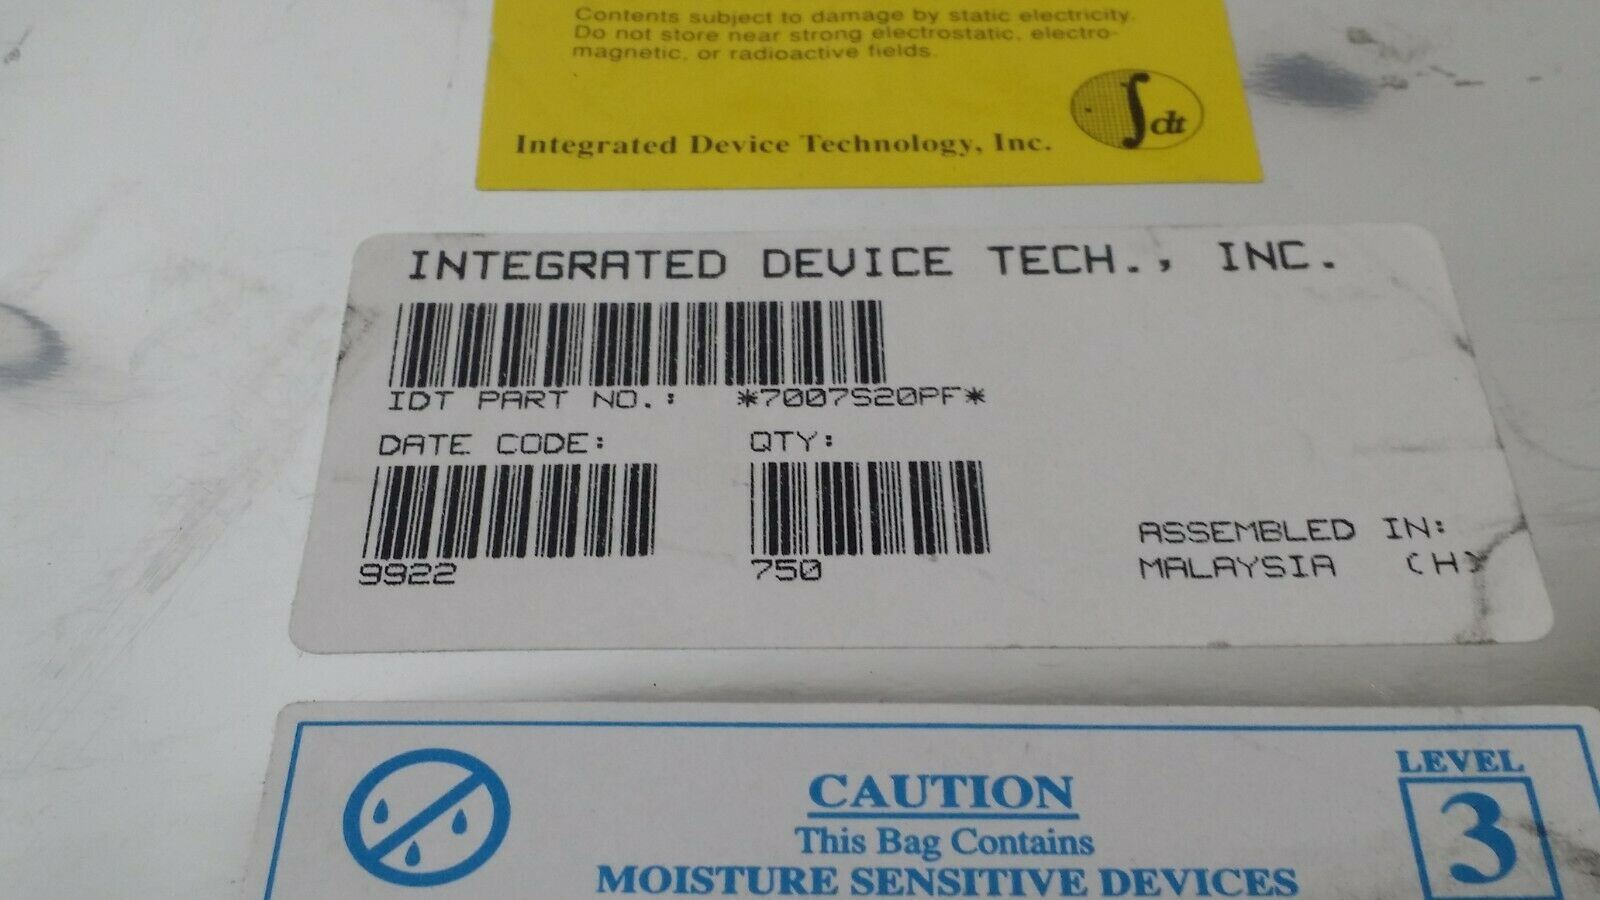 Contents subject to damage by static electricity.
Do not store near strong electrostatic, electro-
magnetic, or radioactive fields.
Integrated Device Technology, Inc.
dt
INTEGRATED DEVICE TECH., INC.
IDT PART NO.: *7007S20PF*
DATE CODE: QTY:
9922 750
ASSEMBLED IN:
MALAYSIA (H)
LEVEL
3
CAUTION
This Bag Contains
MOISTURE SENSITIVE DEVICES